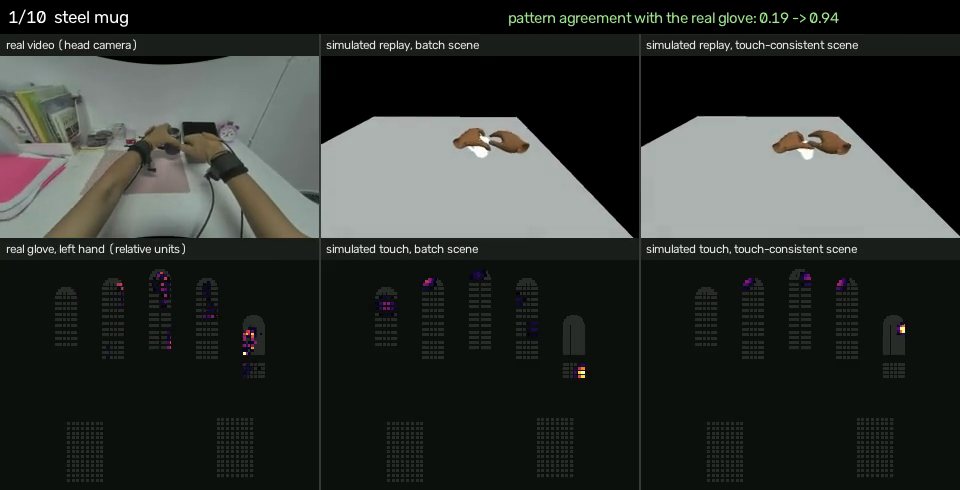 1/10 steel mug
pattern agreement with the real glove: 0.19 -> 0.94
real video (head camera)
simulated replay, batch scene
simulated replay, touch-consistent scene
real glove, left hand (relative units)
simulated touch, batch scene
simulated touch, touch-consistent scene